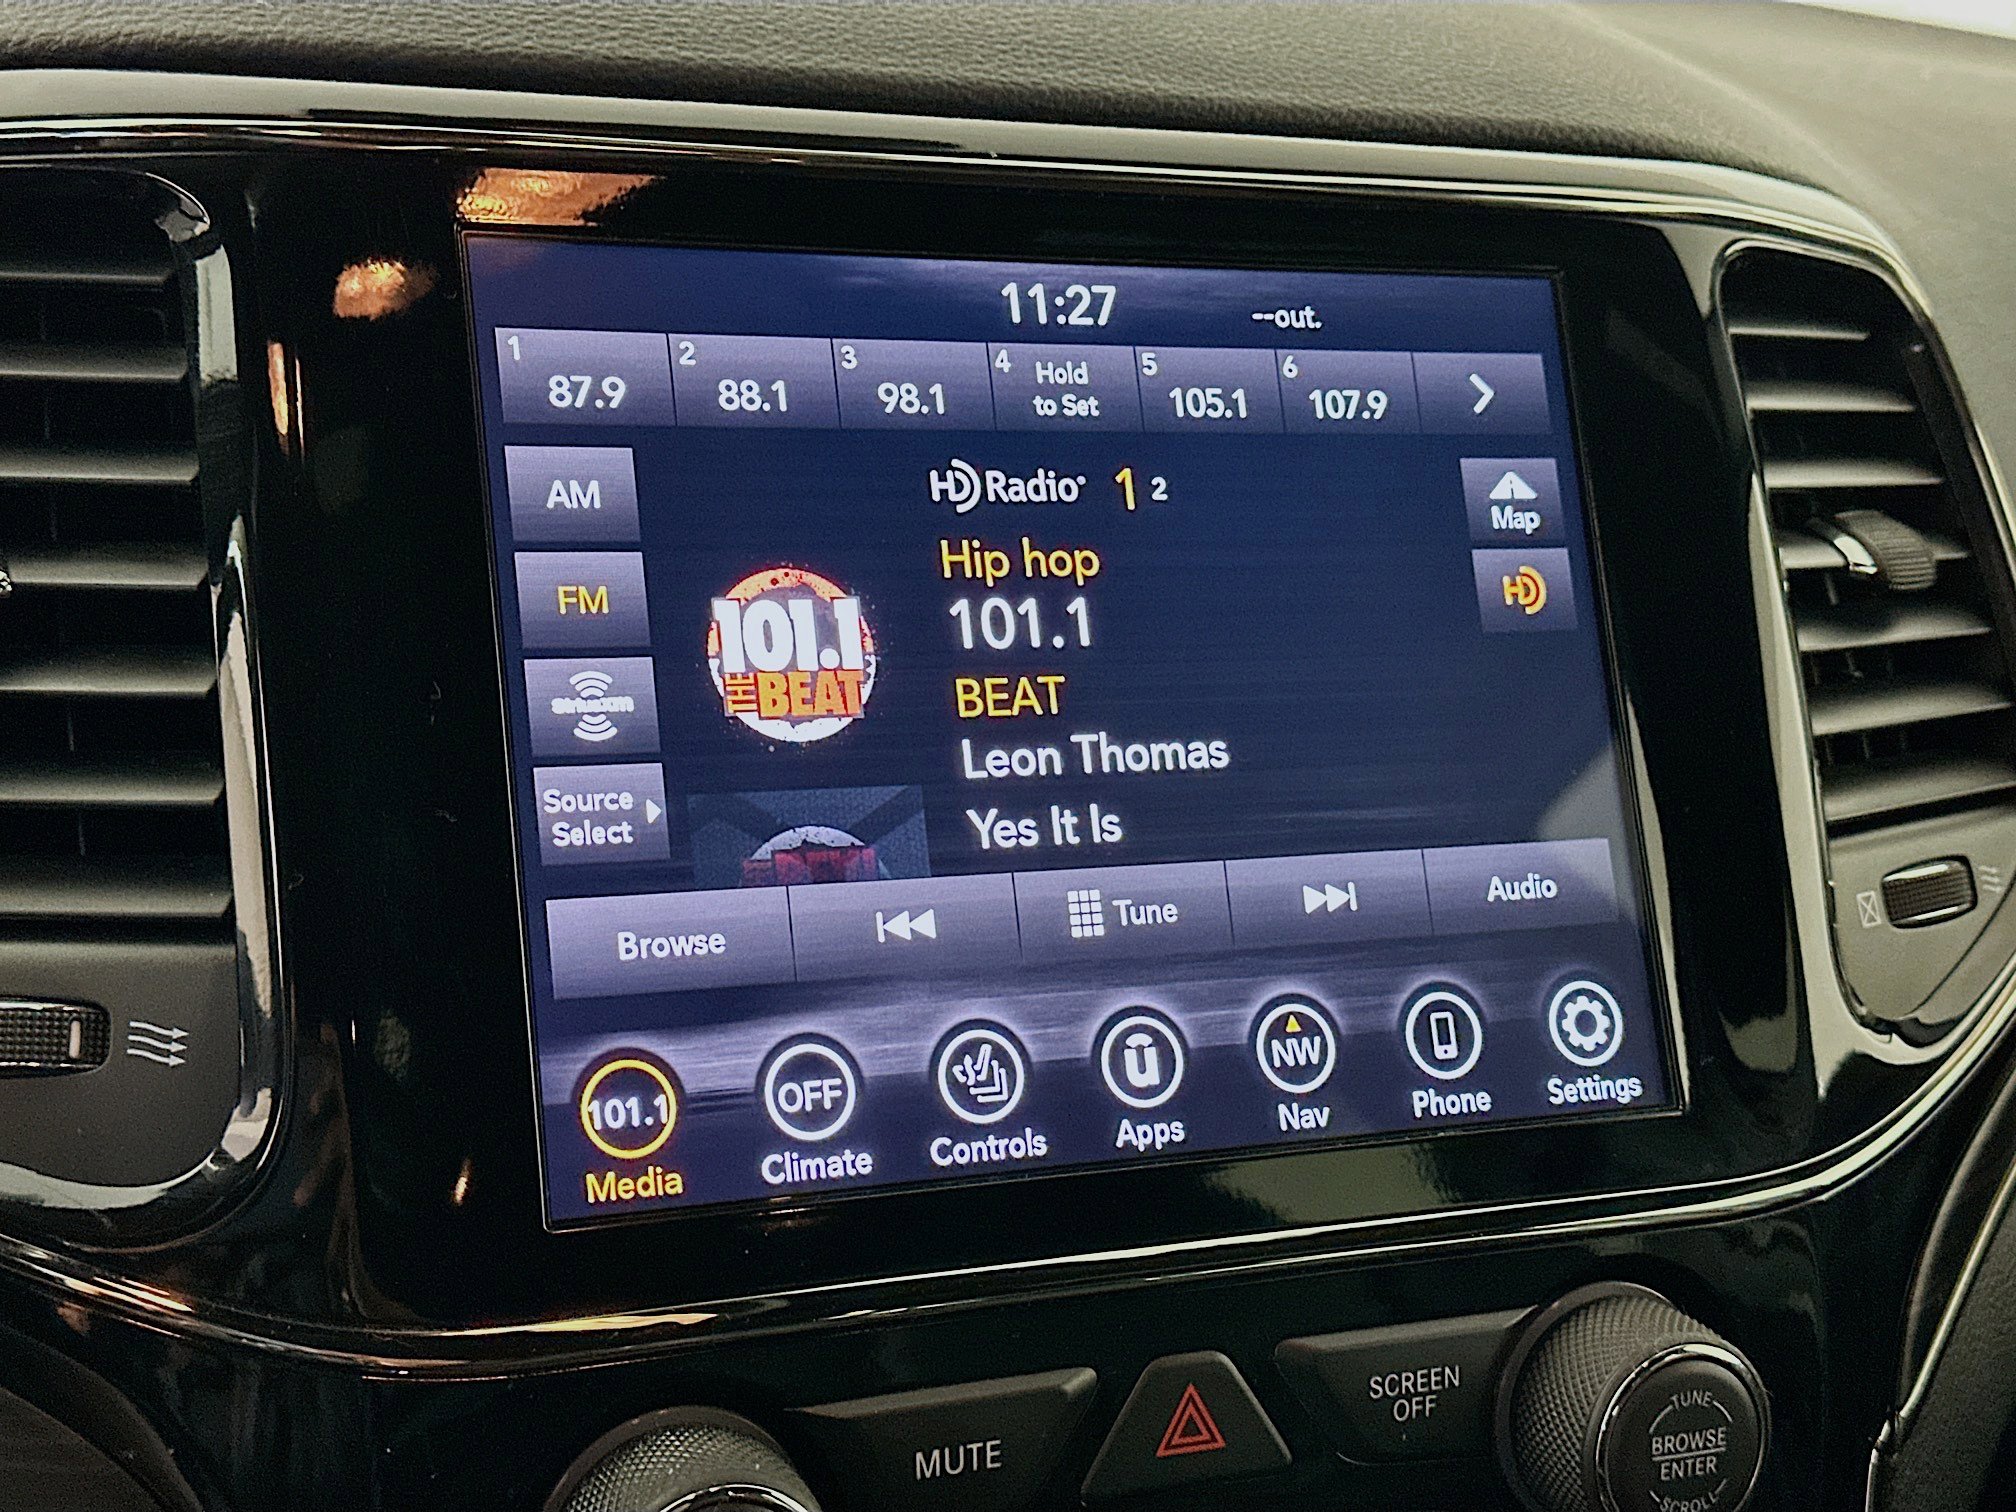 11:27
--out.
1 87.9
2 88.1
3 98.1
4 Hold
to Set
5 105.1
6 107.9
AM
HD Radio 1 2
Map
Hip hop
HD
FM
101.1
101.1
THE BEAT
BEAT
SiriusXM
Leon Thomas
Source
Select
Yes It Is
Browse
Tune
Audio
101.1
Media
OFF
Climate
Controls
u
Apps
NW
Nav
Phone
Settings
MUTE
SCREEN
OFF
TUNE
BROWSE
ENTER
SCROLL